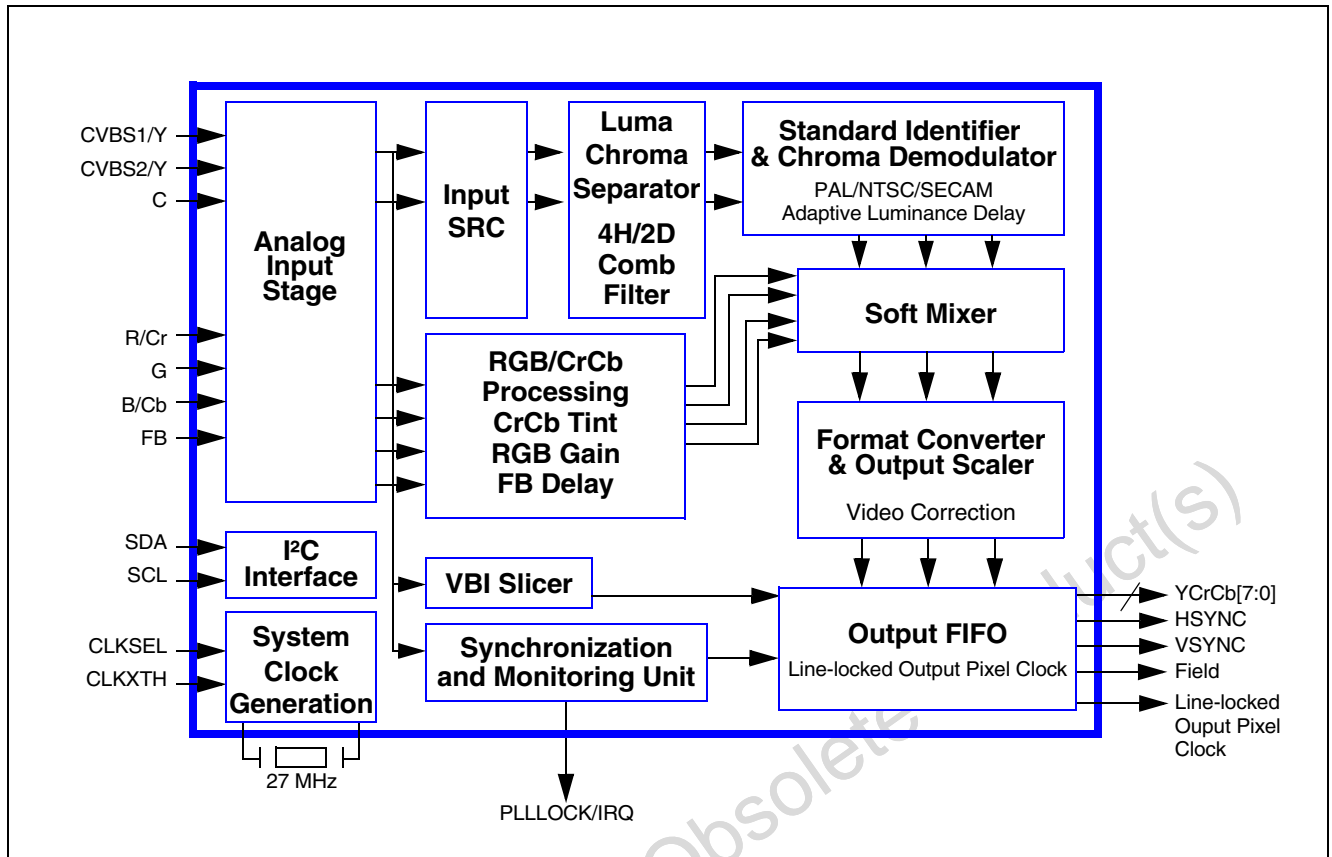 CVBS1/Y
CVBS2/Y
C
R/Cr
G
B/Cb
FB
SDA
SCL
CLKSEL
CLKXTH
Analog
Input
Stage
I²C
Interface
System
Clock
Generation
27 MHz
Input
SRC
Luma
Chroma
Separator
4H/2D
Comb
Filter
Standard Identifier
& Chroma Demodulator
PAL/NTSC/SECAM
Adaptive Luminance Delay
RGB/CrCb
Processing
CrCb Tint
RGB Gain
FB Delay
Soft Mixer
Format Converter
& Output Scaler
Video Correction
VBI Slicer
Synchronization
and Monitoring Unit
PLLLOCK/IRQ
Output FIFO
Line-locked Output Pixel Clock
YCrCb[7:0]
HSYNC
VSYNC
Field
Line-locked
Ouput Pixel
Clock
Obsolete
uct(s)